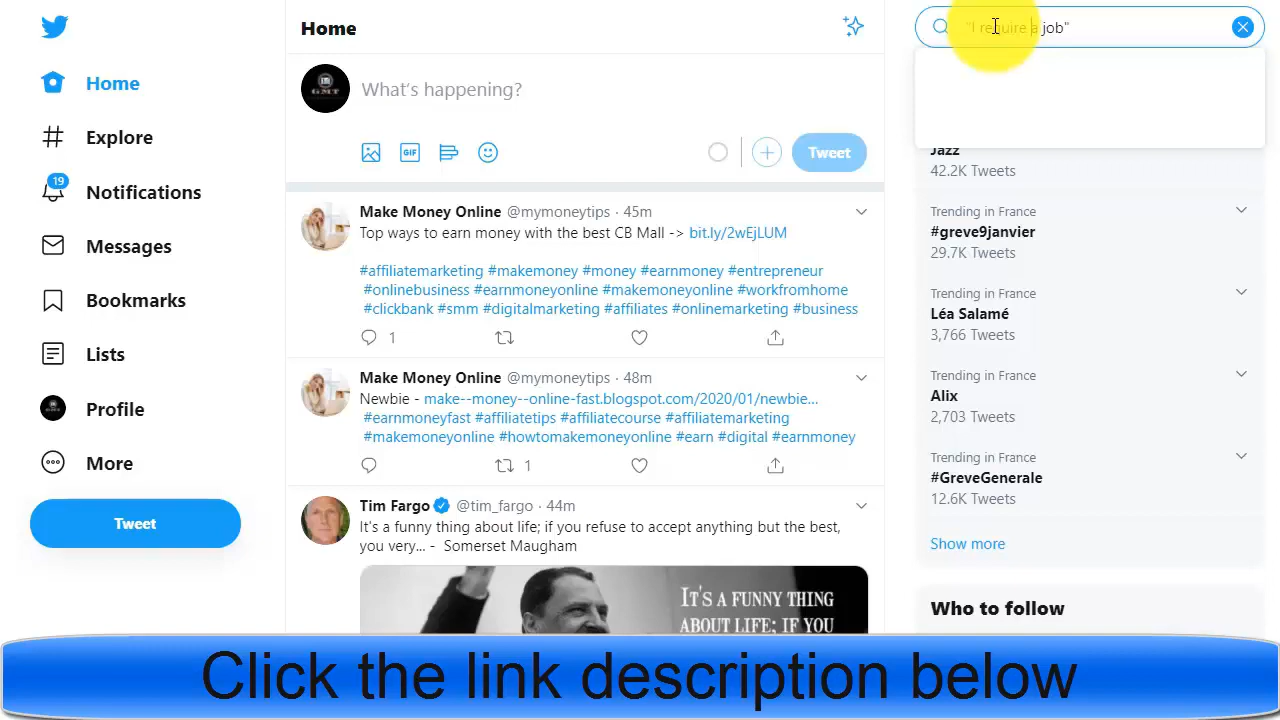 Home
Explore
19
Notifications
Messages
Bookmarks
Lists
Profile
More
Tweet
Home
GMT
What's happening?
GIF
Tweet
Make Money Online @mymoneytips · 45m
Top ways to earn money with the best CB Mall -> bit.ly/2wEjLUM
#affiliatemarketing #makemoney #money #earnmoney #entrepreneur
#onlinebusiness #earnmoneyonline #makemoneyonline #workfromhome
#clickbank #smm #digitalmarketing #affiliates #onlinemarketing #business
1
Make Money Online @mymoneytips · 48m
Newbie - make--money--online-fast.blogspot.com/2020/01/newbie...
#earnmoneyfast #affiliatetips #affiliatecourse #affiliatemarketing
#makemoneyonline #howtomakemoneyonline #earn #digital #earnmoney
1
Tim Fargo @tim_fargo · 44m
It's a funny thing about life; if you refuse to accept anything but the best,
you very... - Somerset Maugham
IT'S A FUNNY THING
ABOUT LIFE; IF YOU
"I require a job"
Jazz
42.2K Tweets
Trending in France
#greve9janvier
29.7K Tweets
Trending in France
Léa Salamé
3,766 Tweets
Trending in France
Alix
2,703 Tweets
Trending in France
#GreveGenerale
12.6K Tweets
Show more
Who to follow
Click the link description below